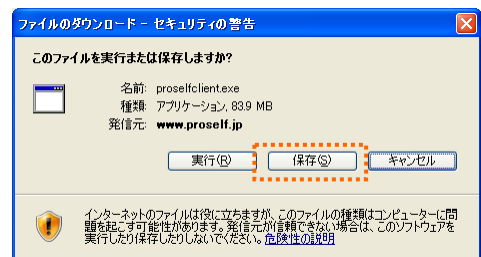 ファイルのダウンロード - セキュリティの警告
このファイルを実行または保存しますか?
名前: proselfclient.exe
種類: アプリケーション, 83.9 MB
発信元: www.proself.jp
実行(R) 保存(S) キャンセル
インターネットのファイルは役に立ちますが、このファイルの種類はコンピューターに問
題を起こす可能性があります。発信元が信頼できない場合は、このソフトウェアを
実行したり保存したりしないでください。危険性の説明